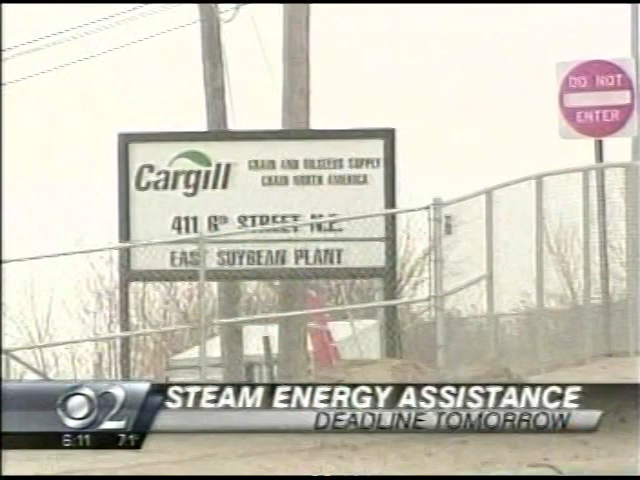 DO NOT
ENTER
Cargill
GRAIN AND OILSEEDS SUPPLY
CHAIN NORTH AMERICA
411 6TH STREET N.E.
EAST SOYBEAN PLANT
2
STEAM ENERGY ASSISTANCE
DEADLINE TOMORROW
6:11 71°